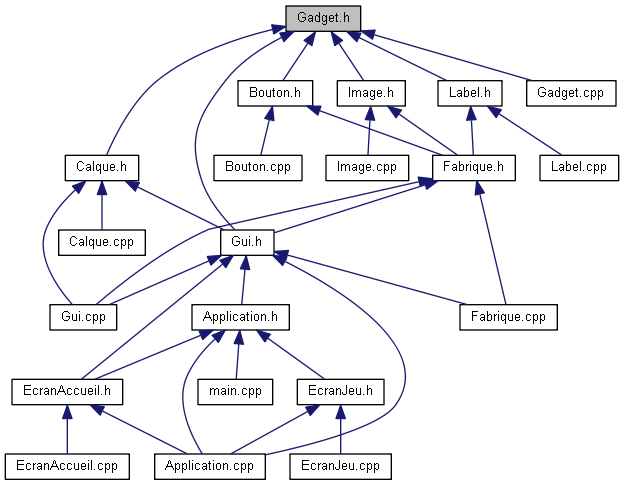 Gadget.h
Bouton.h
Image.h
Label.h
Gadget.cpp
Calque.h
Bouton.cpp
Image.cpp
Fabrique.h
Label.cpp
Calque.cpp
Gui.h
Gui.cpp
Application.h
Fabrique.cpp
EcranAccueil.h
main.cpp
EcranJeu.h
EcranAccueil.cpp
Application.cpp
EcranJeu.cpp